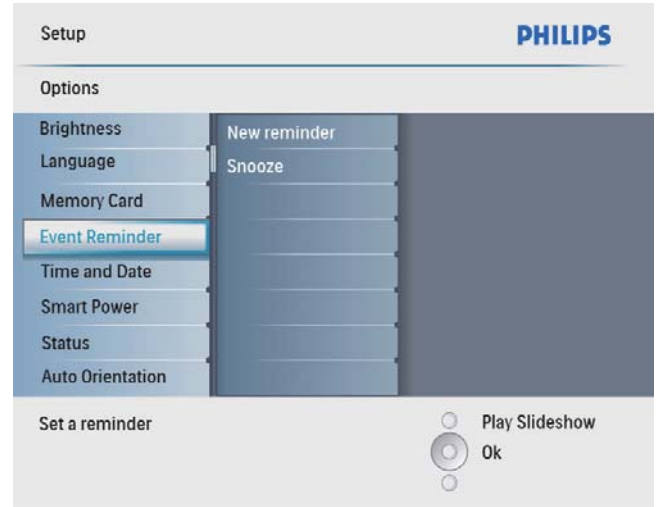 Setup
PHILIPS
Options
Brightness
Language
Memory Card
Event Reminder
Time and Date
Smart Power
Status
Auto Orientation
New reminder
Snooze
Set a reminder
Play Slideshow
Ok